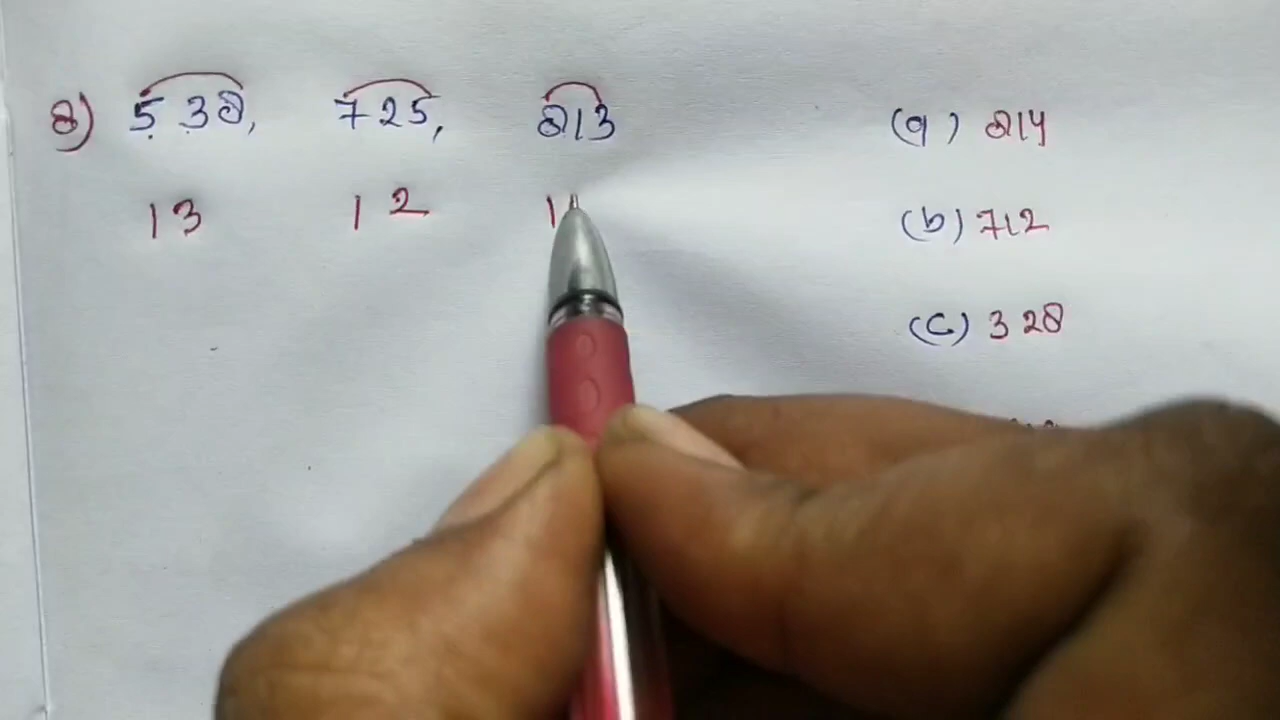 8) 538, 725, 813
13 12 1
(a) 814
(b) 712
(c) 328